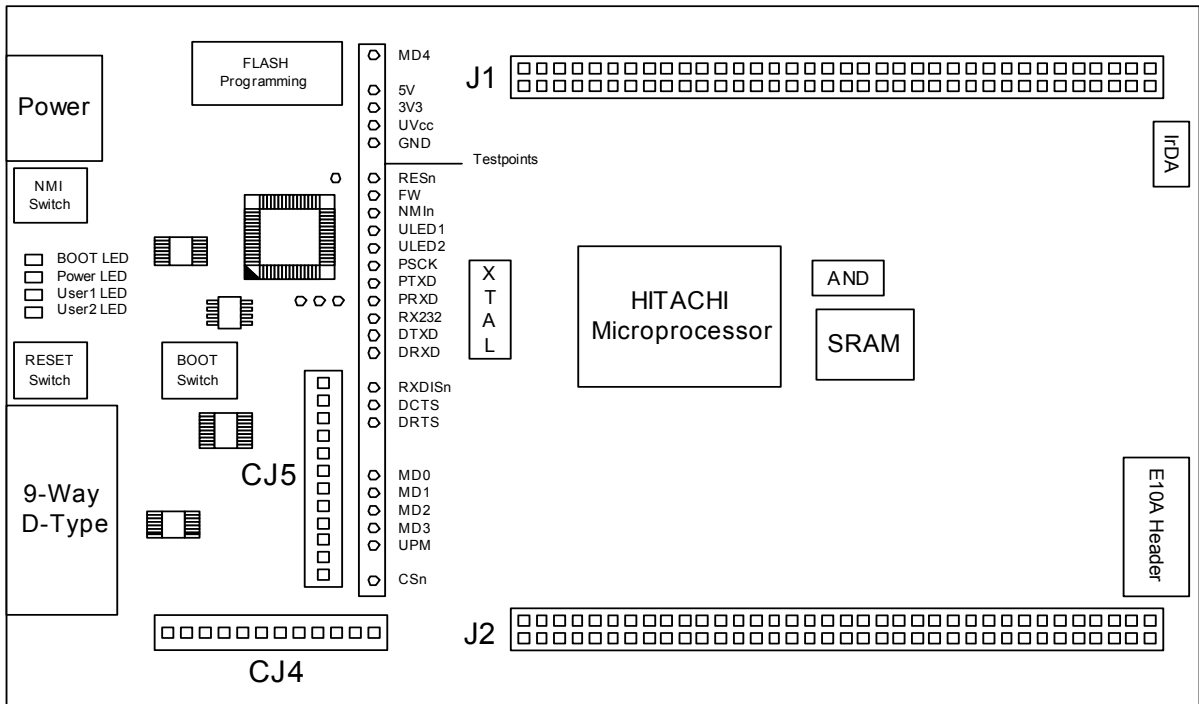 FLASH
Programming
Power
NMI
Switch
BOOT LED
Power LED
User1 LED
User2 LED
RESET
Switch
BOOT
Switch
9-Way
D-Type
CJ5
CJ4
MD4
5V
3V3
UVcc
GND
Testpoints
RESn
FW
NMIn
ULED1
ULED2
PSCK
PTXD
PRXD
RX232
DTXD
DRXD
RXDISn
DCTS
DRTS
MD0
MD1
MD2
MD3
UPM
CSn
J1
IrDA
XTAL
HITACHI
Microprocessor
AND
SRAM
E10A Header
J2